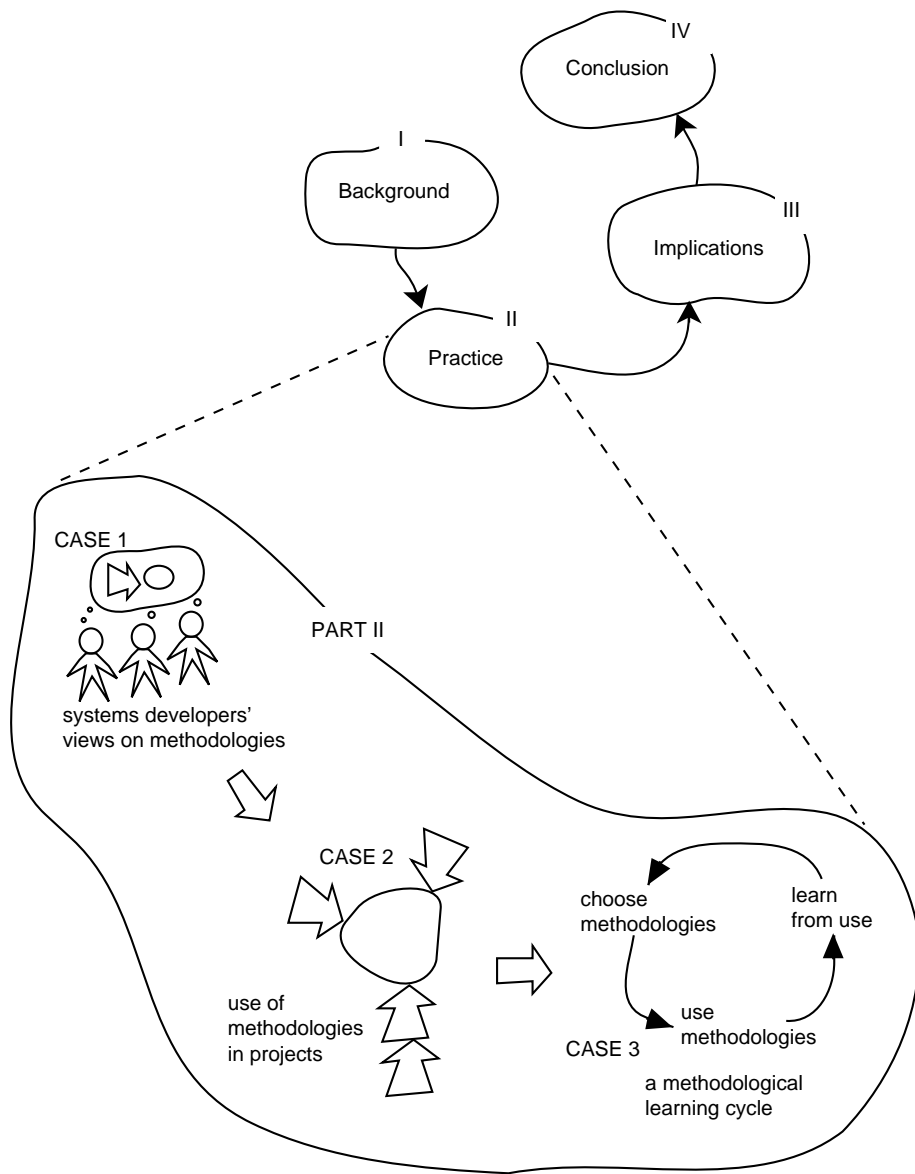 IV
Conclusion
I
Background
III
Implications
II
Practice
CASE 1
PART II
systems developers’
views on methodologies
CASE 2
use of
methodologies
in projects
choose
methodologies
learn
from use
use
methodologies
CASE 3
a methodological
learning cycle